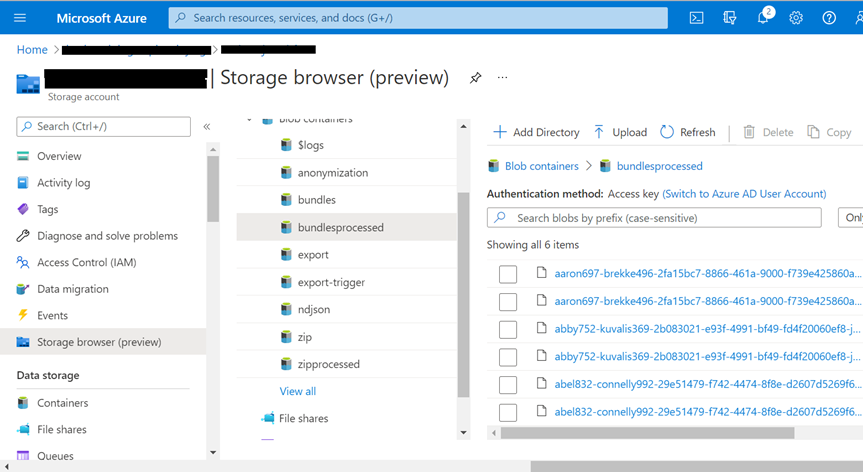 Microsoft Azure
Search resources, services, and docs (G+/)
2
Home
| Storage browser (preview)
...
Storage account
Search (Ctrl+/)
«
Overview
Activity log
Tags
Diagnose and solve problems
Access Control (IAM)
Data migration
Events
Storage browser (preview)
Data storage
Containers
File shares
Queues
Blob containers
$logs
anonymization
bundles
bundlesprocessed
export
export-trigger
ndjson
zip
zipprocessed
View all
File shares
Add Directory
Upload
Refresh
Delete
Copy
Blob containers > bundlesprocessed
Authentication method: Access key (Switch to Azure AD User Account)
Search blobs by prefix (case-sensitive)
Onl
Showing all 6 items
aaron697-brekke496-2fa15bc7-8866-461a-9000-f739e425860a...
aaron697-brekke496-2fa15bc7-8866-461a-9000-f739e425860a...
abby752-kuvalis369-2b083021-e93f-4991-bf49-fd4f20060ef8-j...
abby752-kuvalis369-2b083021-e93f-4991-bf49-fd4f20060ef8-j...
abel832-connelly992-29e51479-f742-4474-8f8e-d2607d5269f6...
abel832-connelly992-29e51479-f742-4474-8f8e-d2607d5269f6...